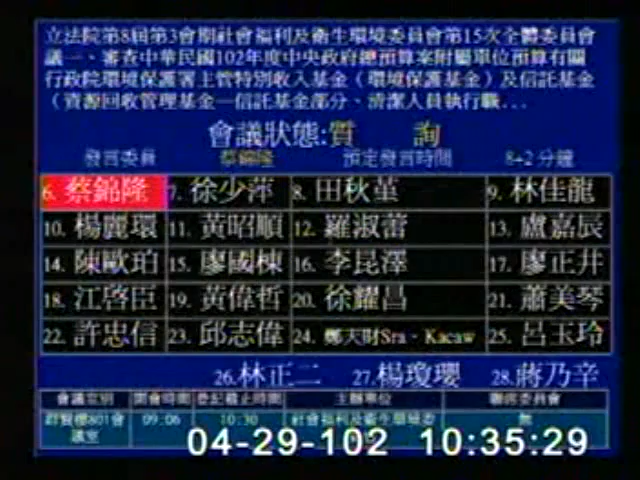 立法院第8屆第3會期社會福利及衛生環境委員會第15次全體委員會
議一、審查中華民國102年度中央政府總預算案附屬單位預算有關
行政院環境保護署主管特別收入基金（環境保護基金）及信託基金
（資源回收管理基金—信託基金部分、清潔人員執行職...
會議狀態:質 詢
發言委員 蔡錦隆 預定發言時間 8+2 分鐘
6. 蔡錦隆 7. 徐少萍 8. 田秋堇 9. 林佳龍
10. 楊麗環 11. 黃昭順 12. 羅淑蕾 13. 盧嘉辰
14. 陳歐珀 15. 廖國棟 16. 李昆澤 17. 廖正井
18. 江啓臣 19. 黃偉哲 20. 徐耀昌 21. 蕭美琴
22. 許忠信 23. 邱志偉 24. 鄭天財Sra．Kacaw 25. 呂玉玲
26.林正二 27.楊瓊瓔 28.蔣乃辛
會議室別 開會時間 登記截止時間 主辦單位 聯席委員會
群賢樓801會 09:06 10:30 社會福利及衛生環境委 無
議室
04-29-102 10:35:29